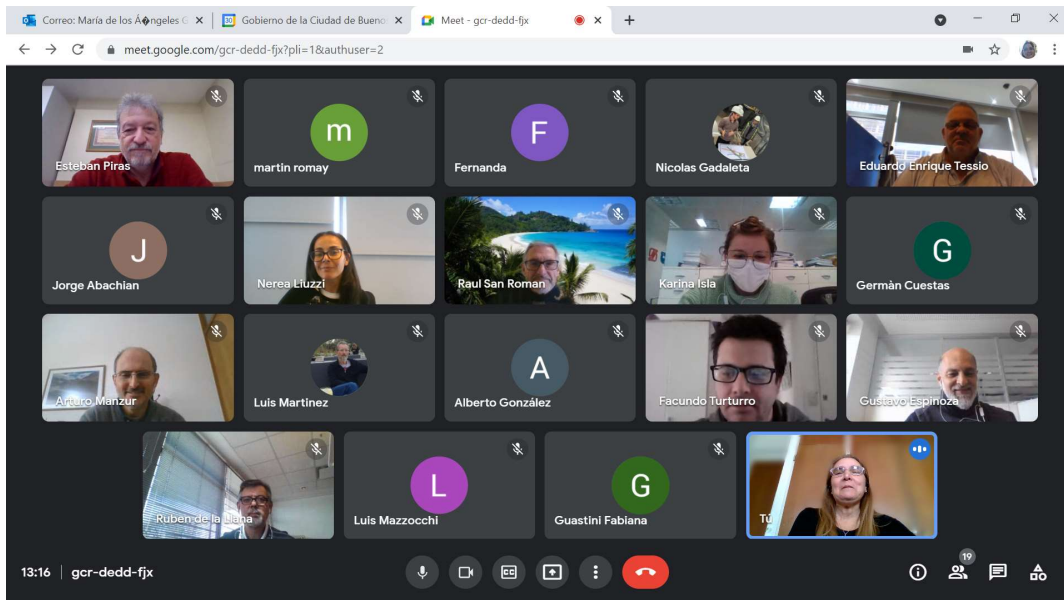 Correo: María de los Á�ngeles G
Gobierno de la Ciudad de Bueno
Meet - gcr-dedd-fjx
meet.google.com/gcr-dedd-fjx?pli=1&authuser=2
Esteban Piras
m
martin romay
F
Fernanda
Nicolas Gadaleta
Eduardo Enrique Tessio
J
Jorge Abachian
Nerea Liuzzi
Raul San Roman
Karina Isla
G
Germàn Cuestas
Arturo Manzur
Luis Martinez
A
Alberto González
Facundo Turturro
Gustavo Espinoza
Ruben de la Llana
L
Luis Mazzocchi
G
Guastini Fabiana
Tú
13:16 | gcr-dedd-fjx
CC
19